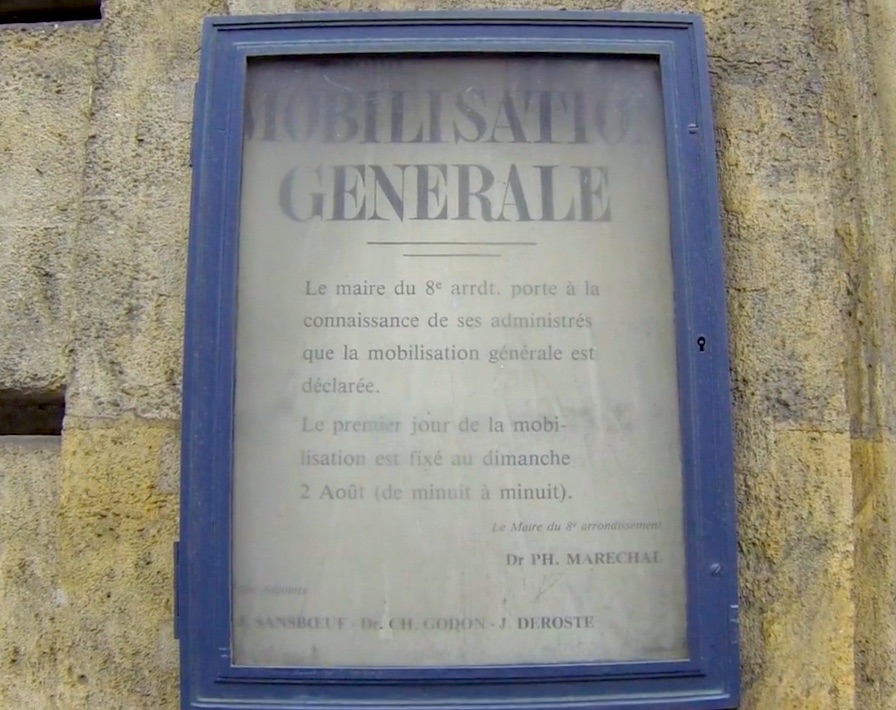 MOBILISATION
GENERALE
Le maire du 8e arrdt. porte à la
connaissance de ses administrés
que la mobilisation générale est
déclarée.
Le premier jour de la mobi-
lisation est fixé au dimanche
2 Août (de minuit à minuit).
Le Maire du 8e arrondissement
Dr PH. MARECHAL
Adjoints
J. SANSBŒUF - Dr. CH. GODON - J. DEROSTE